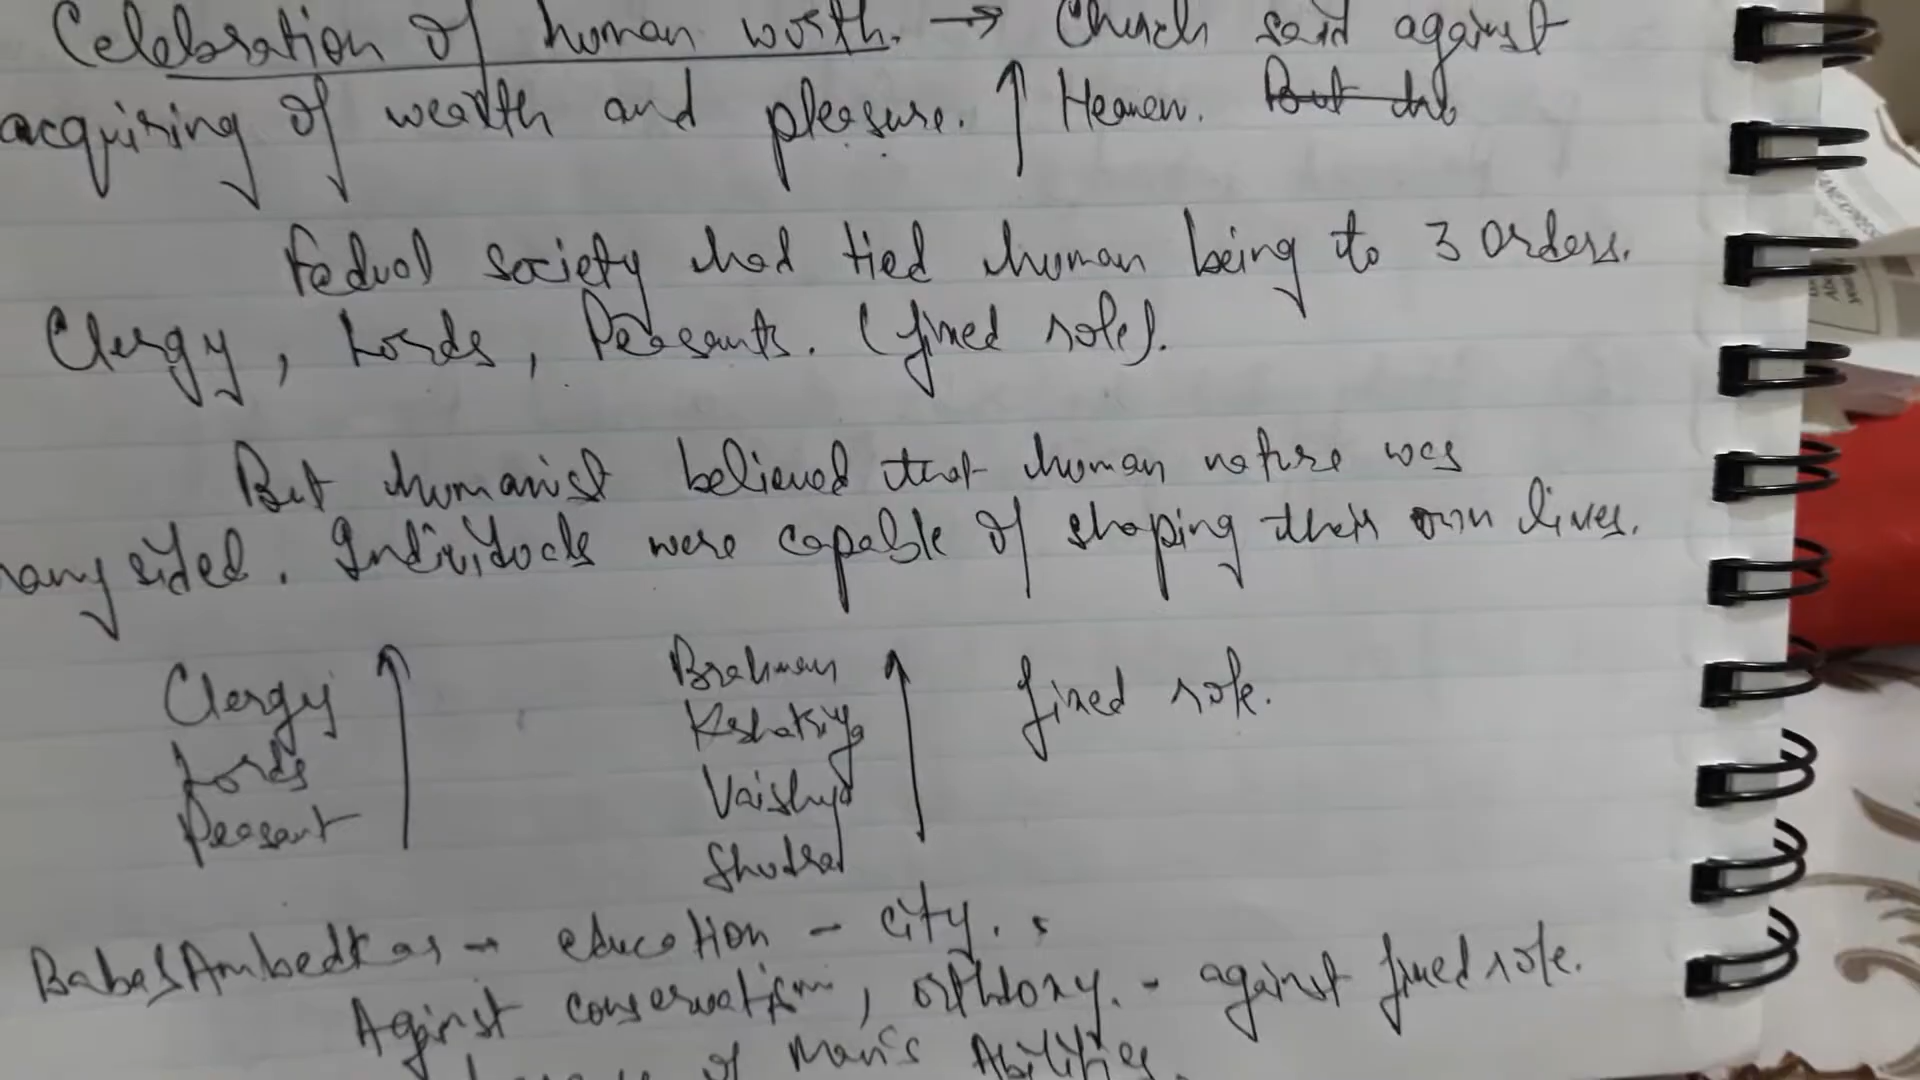 Celebration of human worth. → Church said against
acquiring of wealth and pleasure. ↑ Heaven. But the
Fedual society had tied human being to 3 orders.
Clergy, Lords, Peasants. (fixed role).
But humanist believed that human nature was
many sided. Individuals were capable of shaping their own lives.
Clergy
Lords
Peasant
Brahman
Kshatriya
Vaishya
Shudra
fixed role.
BabaSAmbedkar → education - city.
Against conservatism, orthdoxy. - against fixed role.
of Man's Abilities.